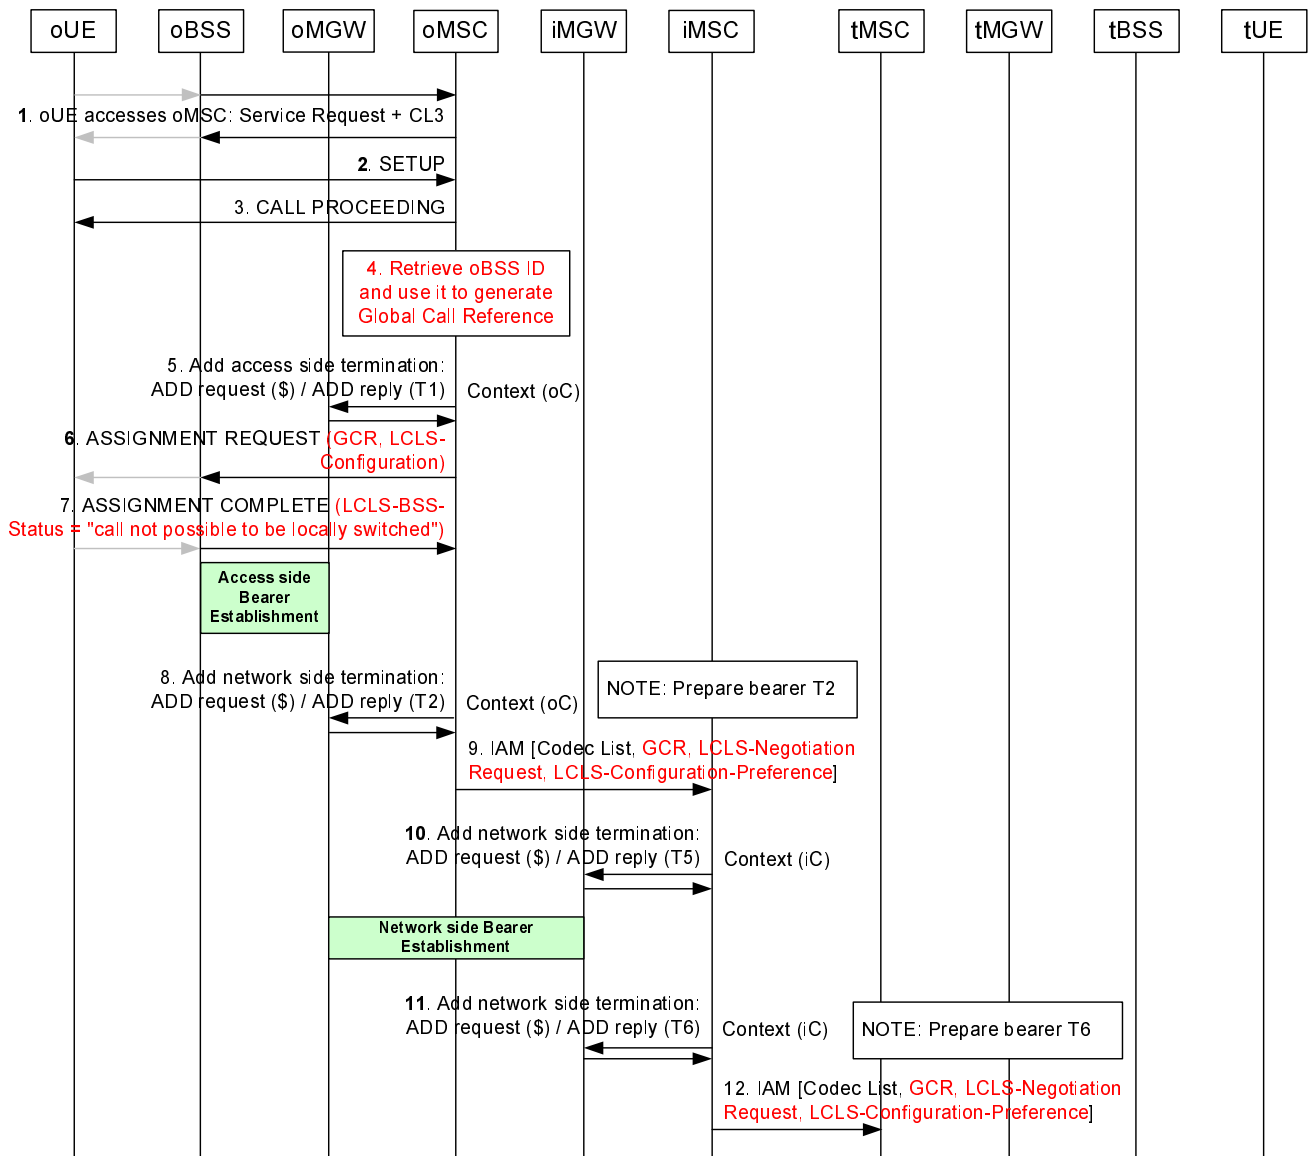 oUE oBSS oMGW oMSC iMGW iMSC tMSC tMGW tBSS tUE
1. oUE accesses oMSC: Service Request + CL3
2. SETUP
3. CALL PROCEEDING
4. Retrieve oBSS ID
and use it to generate
Global Call Reference
5. Add access side termination:
ADD request ($) / ADD reply (T1)
Context (oC)
6. ASSIGNMENT REQUEST (GCR, LCLS-
Configuration)
7. ASSIGNMENT COMPLETE (LCLS-BSS-
Status = "call not possible to be locally switched")
Access side
Bearer
Establishment
8. Add network side termination:
ADD request ($) / ADD reply (T2)
Context (oC)
NOTE: Prepare bearer T2
9. IAM [Codec List, GCR, LCLS-Negotiation
Request, LCLS-Configuration-Preference]
10. Add network side termination:
ADD request ($) / ADD reply (T5)
Context (iC)
Network side Bearer
Establishment
11. Add network side termination:
ADD request ($) / ADD reply (T6)
Context (iC)
NOTE: Prepare bearer T6
12. IAM [Codec List, GCR, LCLS-Negotiation
Request, LCLS-Configuration-Preference]